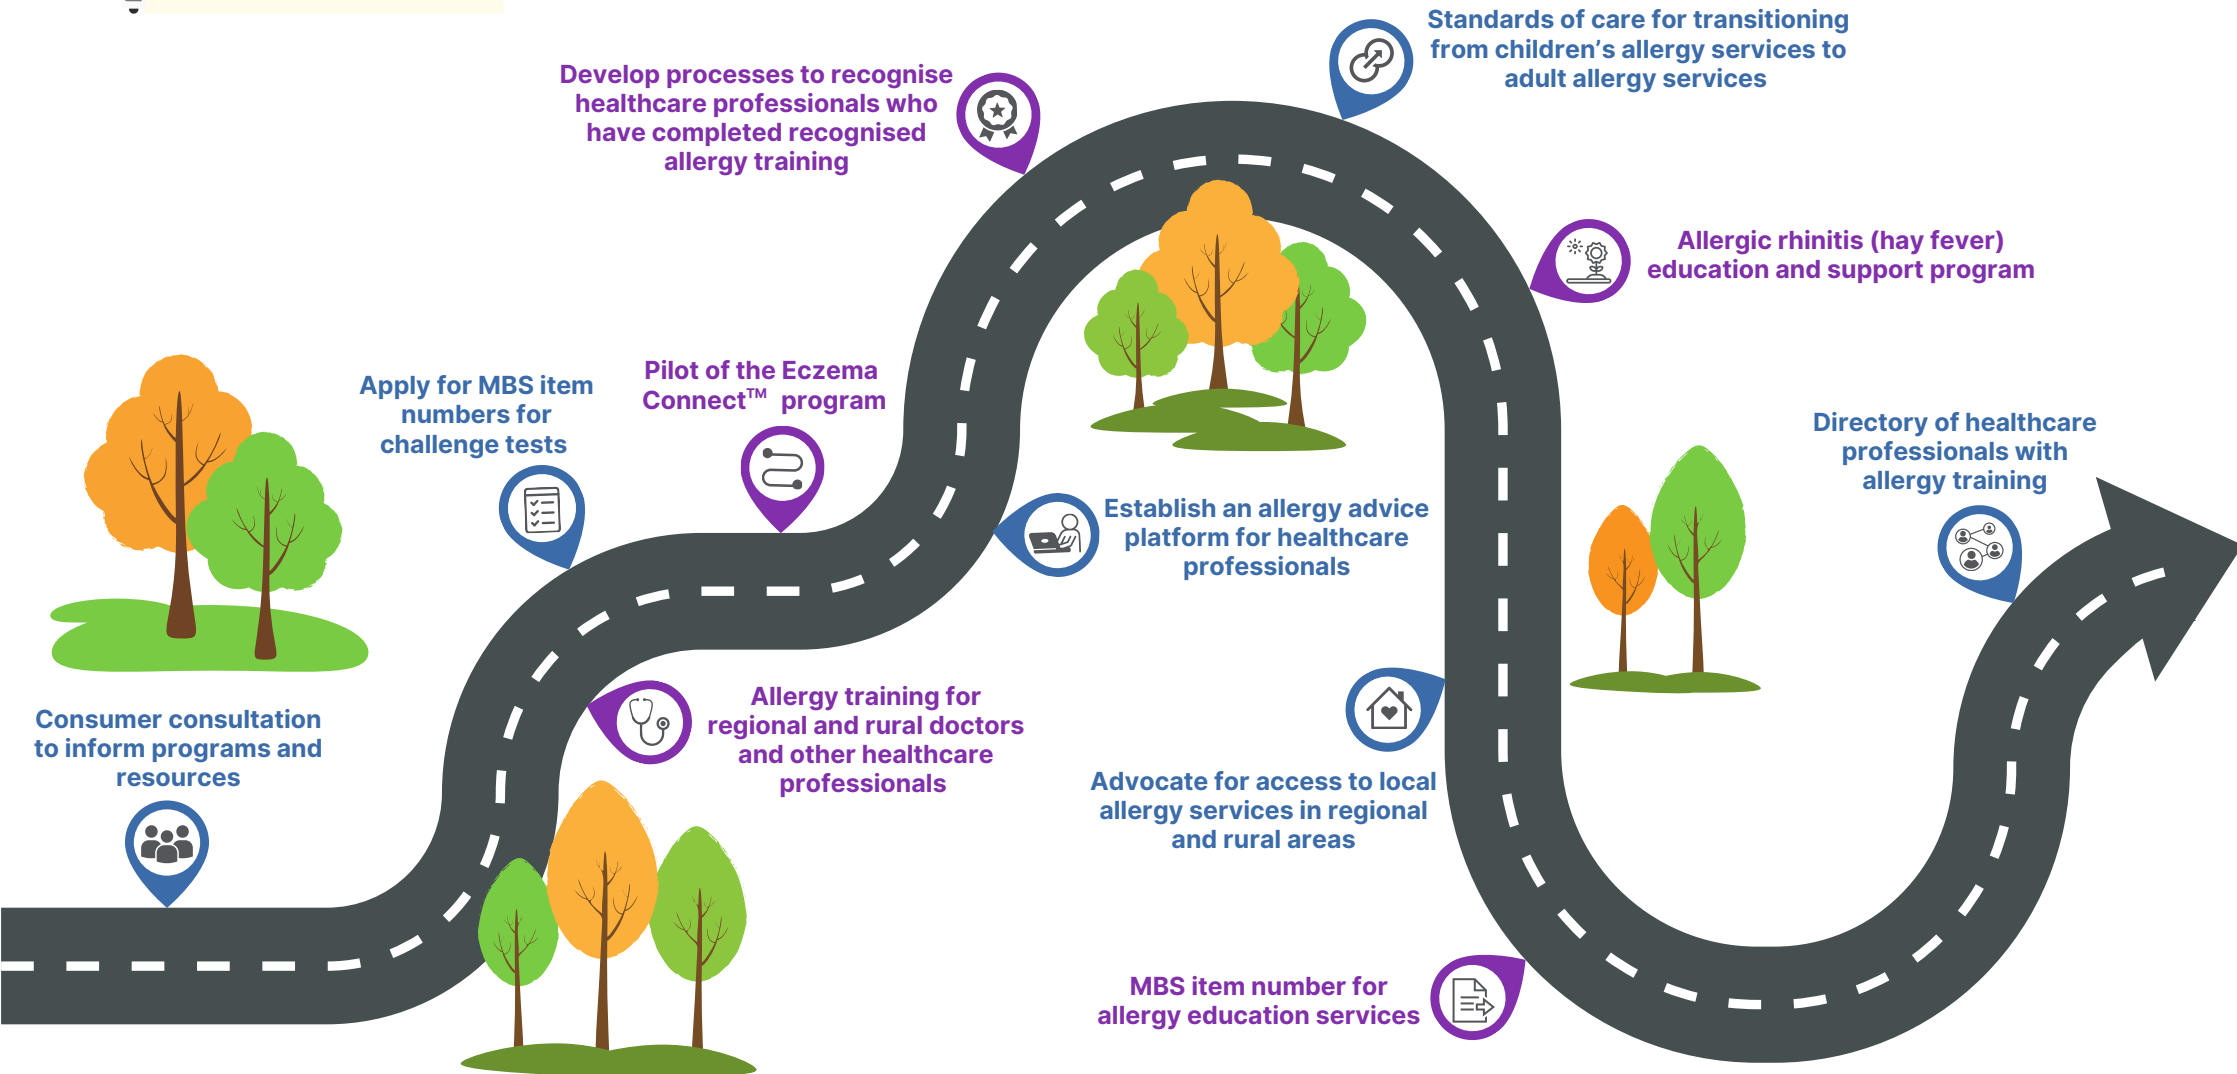 Standards of care for transitioning
from children’s allergy services to
adult allergy services
Develop processes to recognise
healthcare professionals who
have completed recognised
allergy training
Allergic rhinitis (hay fever)
education and support program
Pilot of the Eczema
Connect™ program
Apply for MBS item
numbers for
challenge tests
Directory of healthcare
professionals with
allergy training
Establish an allergy advice
platform for healthcare
professionals
Allergy training for
regional and rural doctors
and other healthcare
professionals
Consumer consultation
to inform programs and
resources
Advocate for access to local
allergy services in regional
and rural areas
MBS item number for
allergy education services